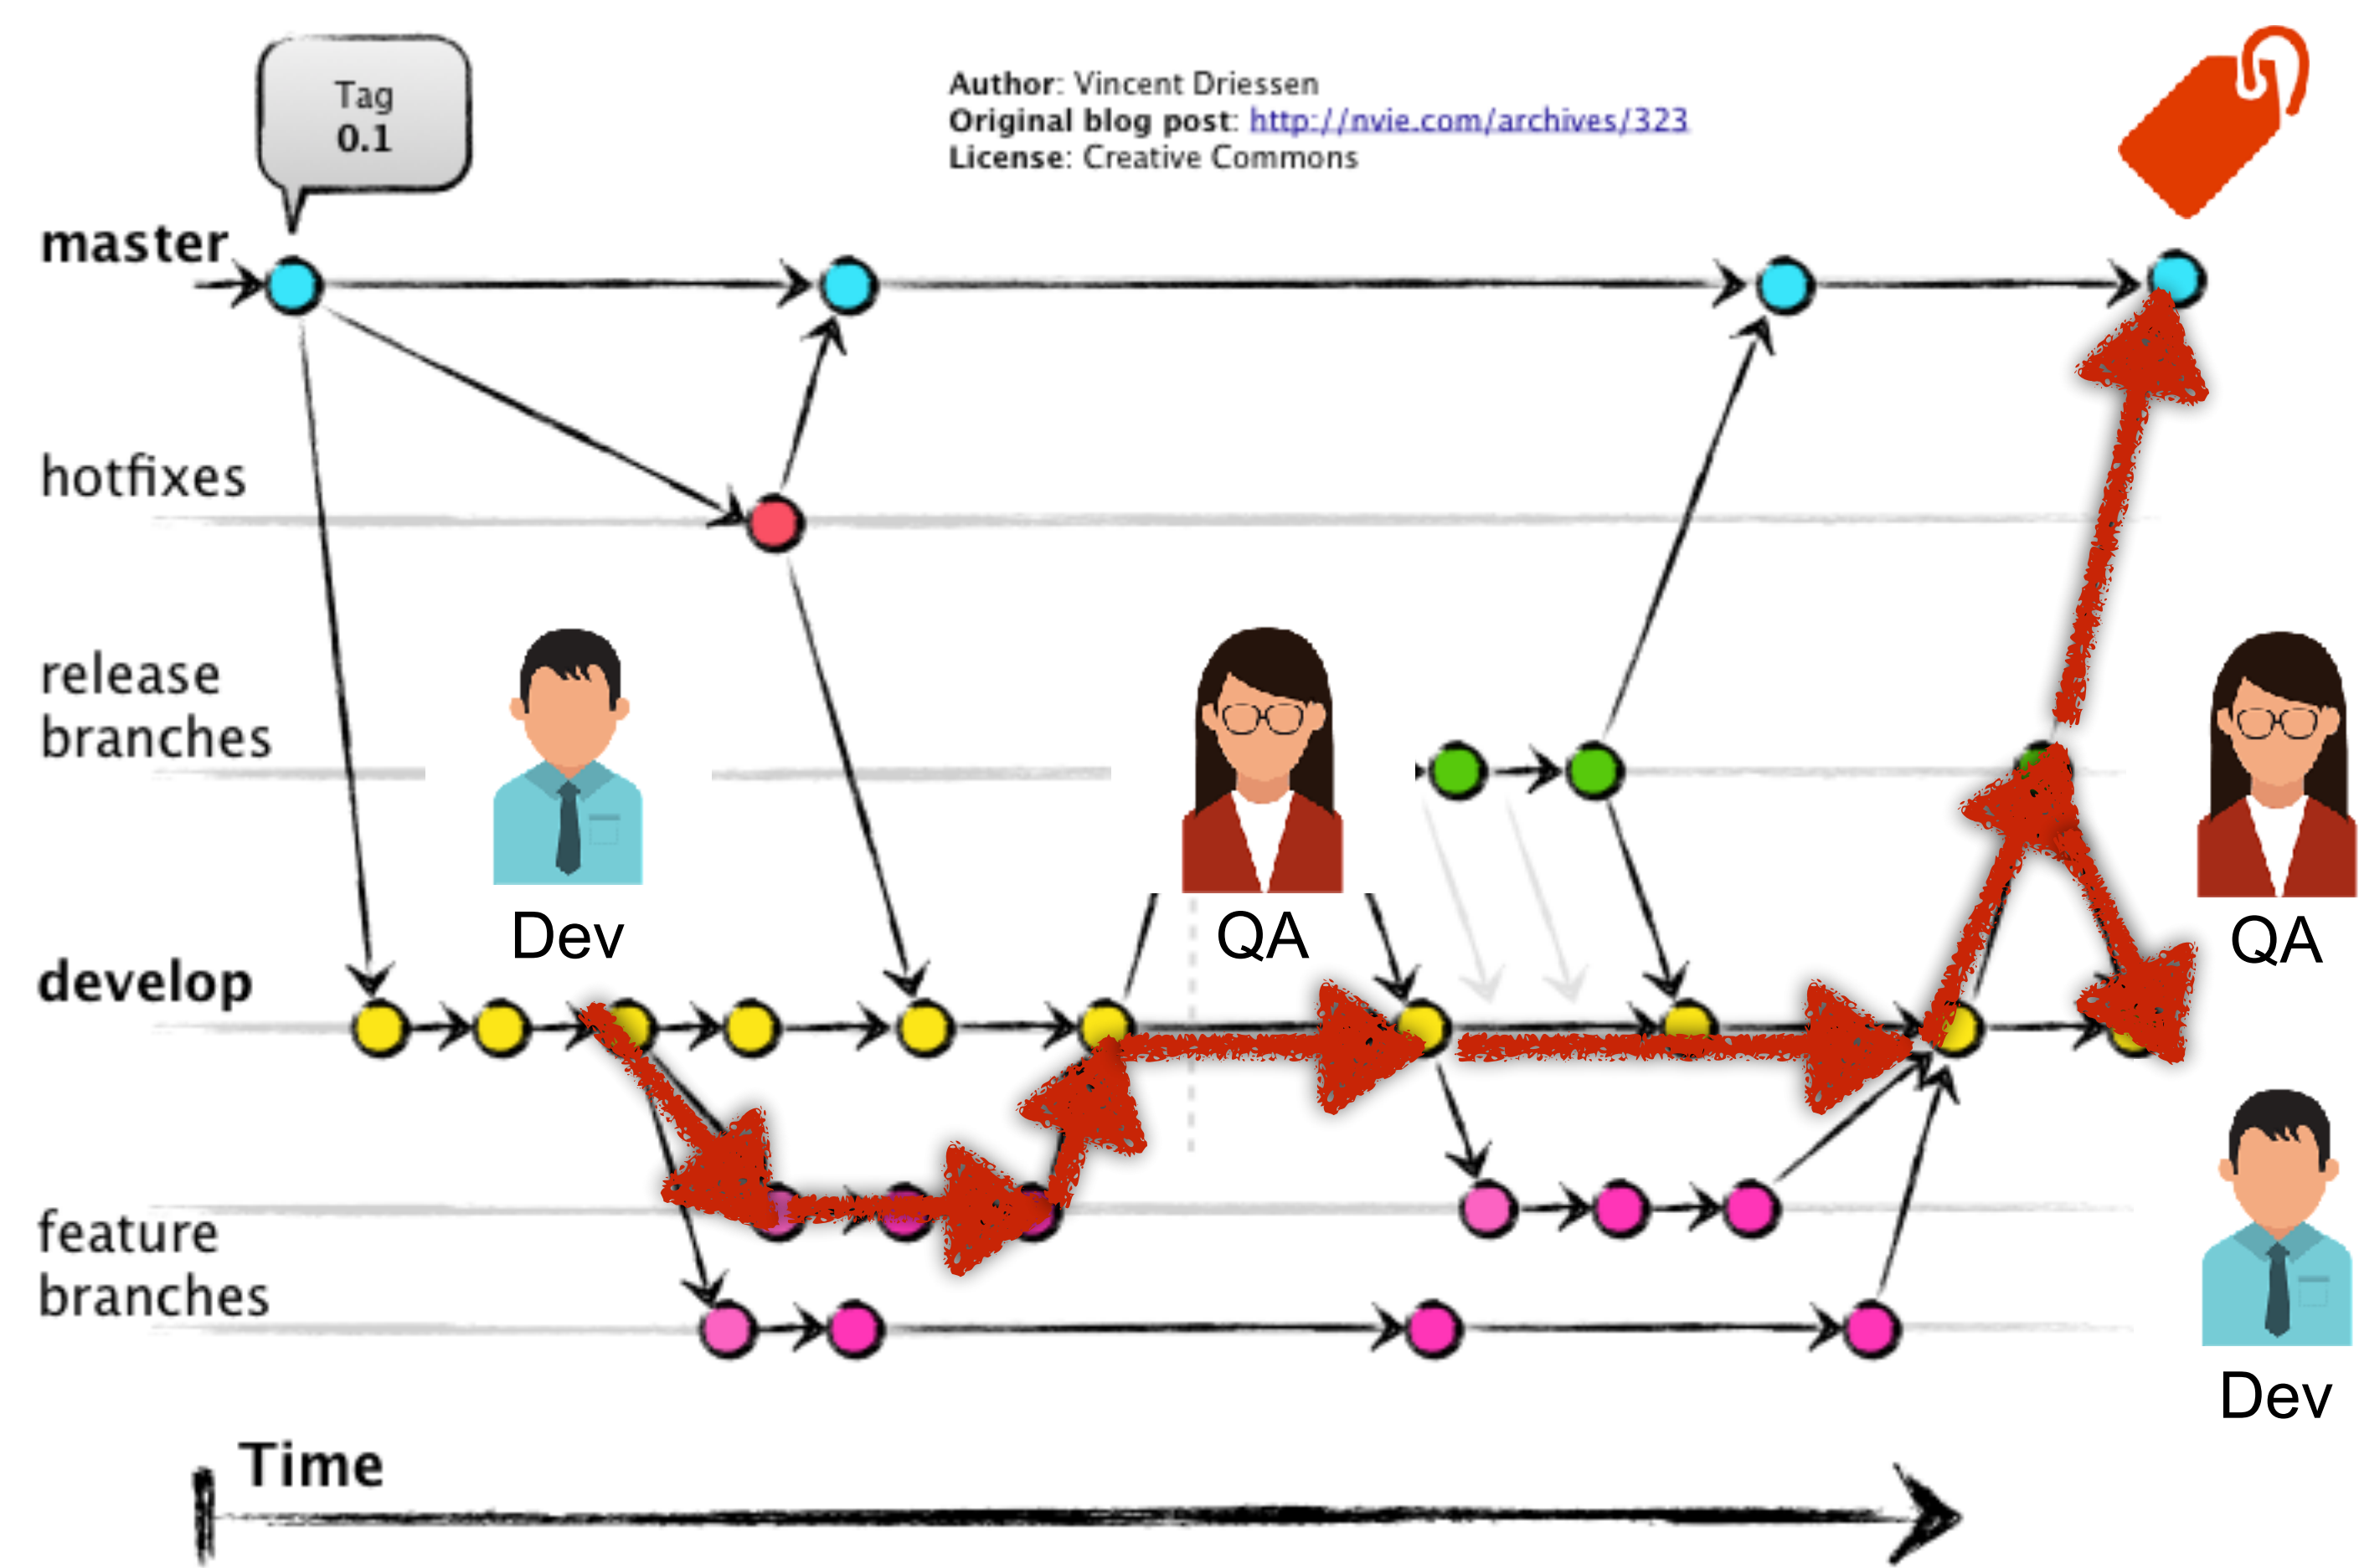 Tag
0.1
Author: Vincent Driessen
Original blog post: http://nvie.com/archives/323
License: Creative Commons
master
hotfixes
release
branches
Dev
QA
QA
develop
feature
branches
Dev
Time